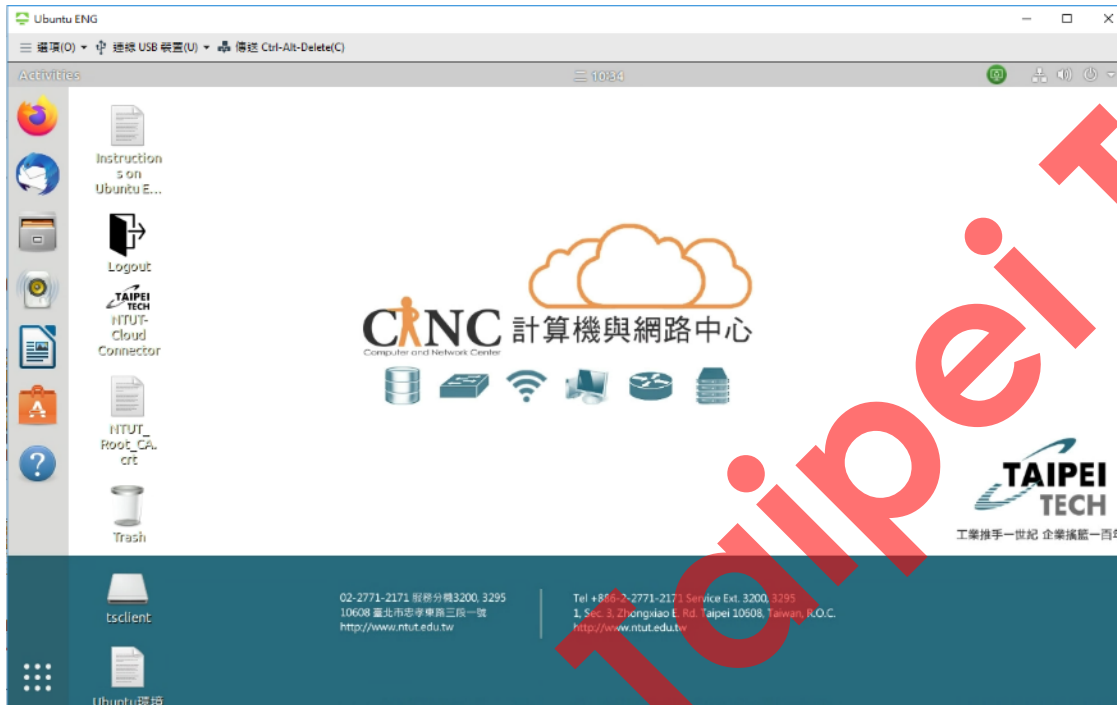 Ubuntu ENG
選項(O) 連線 USB 裝置(U) 傳送 Ctrl-Alt-Delete(C)
Activities
三 10:34
Instruction
s on
Ubuntu E...
Logout
TAIPEI
TECH
NTUT-
Cloud
Connector
NTUT_
Root_CA.
crt
Trash
tsclient
Ubuntu環境
CNC 計算機與網路中心
Computer and Network Center
TAIPEI
TECH
工業推手一世紀 企業搖籃一百年
02-2771-2171 服務分機3200, 3295
10608 臺北市忠孝東路三段一號
http://www.ntut.edu.tw
Tel +886-2-2771-2171 Service Ext. 3200, 3295
1, Sec. 3, Zhongxiao E. Rd. Taipei 10608, Taiwan, R.O.C.
http://www.ntut.edu.tw
Taipei T